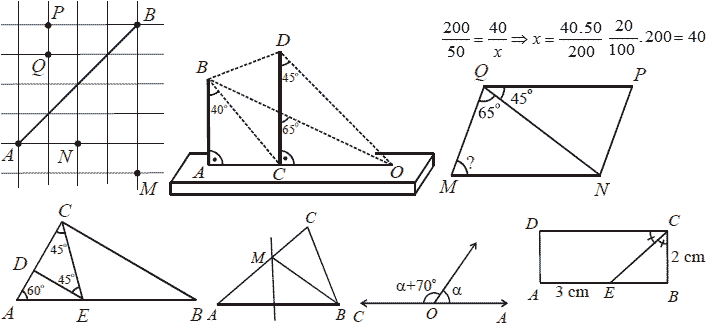 P
B
Q
A
N
M
D
B
45°
40°
65°
A
C
O
200/50 = 40/x ⇒ x = 40.50/200   20/100 .200 = 40
Q
P
65°
45°
?
M
N
C
45°
D
45°
60°
A
E
B
C
M
A
B
α+70°
α
C
O
A
D
C
2 cm
A
3 cm
E
B